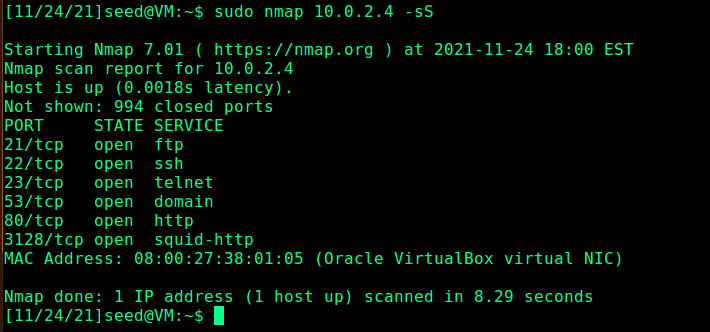 [11/24/21]seed@VM:~$ sudo nmap 10.0.2.4 -sS
Starting Nmap 7.01 ( https://nmap.org ) at 2021-11-24 18:00 EST
Nmap scan report for 10.0.2.4
Host is up (0.0018s latency).
Not shown: 994 closed ports
PORT     STATE SERVICE
21/tcp   open  ftp
22/tcp   open  ssh
23/tcp   open  telnet
53/tcp   open  domain
80/tcp   open  http
3128/tcp open  squid-http
MAC Address: 08:00:27:38:01:05 (Oracle VirtualBox virtual NIC)
Nmap done: 1 IP address (1 host up) scanned in 8.29 seconds
[11/24/21]seed@VM:~$